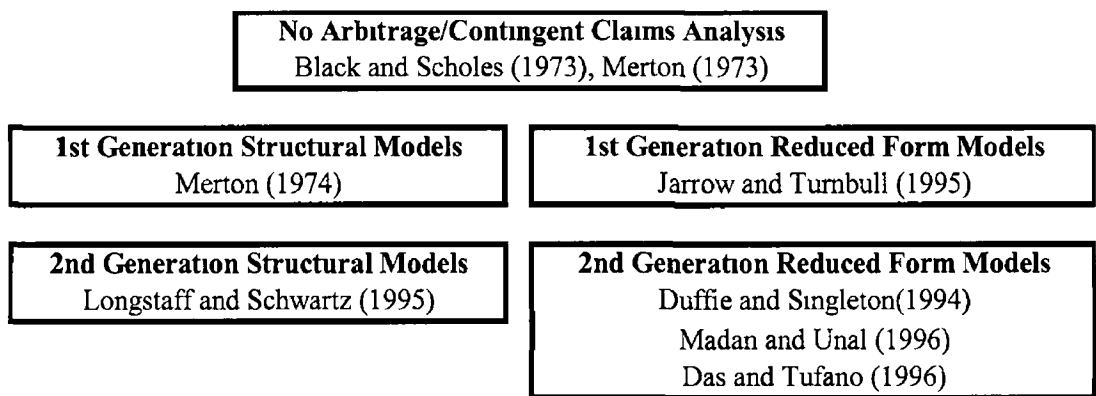 No Arbitrage/Contingent Claims Analysis
Black and Scholes (1973), Merton (1973)
1st Generation Structural Models
Merton (1974)
1st Generation Reduced Form Models
Jarrow and Turnbull (1995)
2nd Generation Structural Models
Longstaff and Schwartz (1995)
2nd Generation Reduced Form Models
Duffie and Singleton(1994)
Madan and Unal (1996)
Das and Tufano (1996)